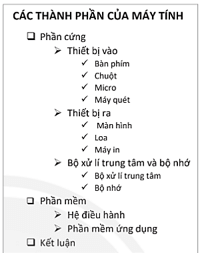 CÁC THÀNH PHẦN CỦA MÁY TÍNH
Phần cứng
Thiết bị vào
Bàn phím
Chuột
Micro
Máy quét
Thiết bị ra
Màn hình
Loa
Máy in
Bộ xử lí trung tâm và bộ nhớ
Bộ xử lí trung tâm
Bộ nhớ
Phần mềm
Hệ điều hành
Phần mềm ứng dụng
Kết luận